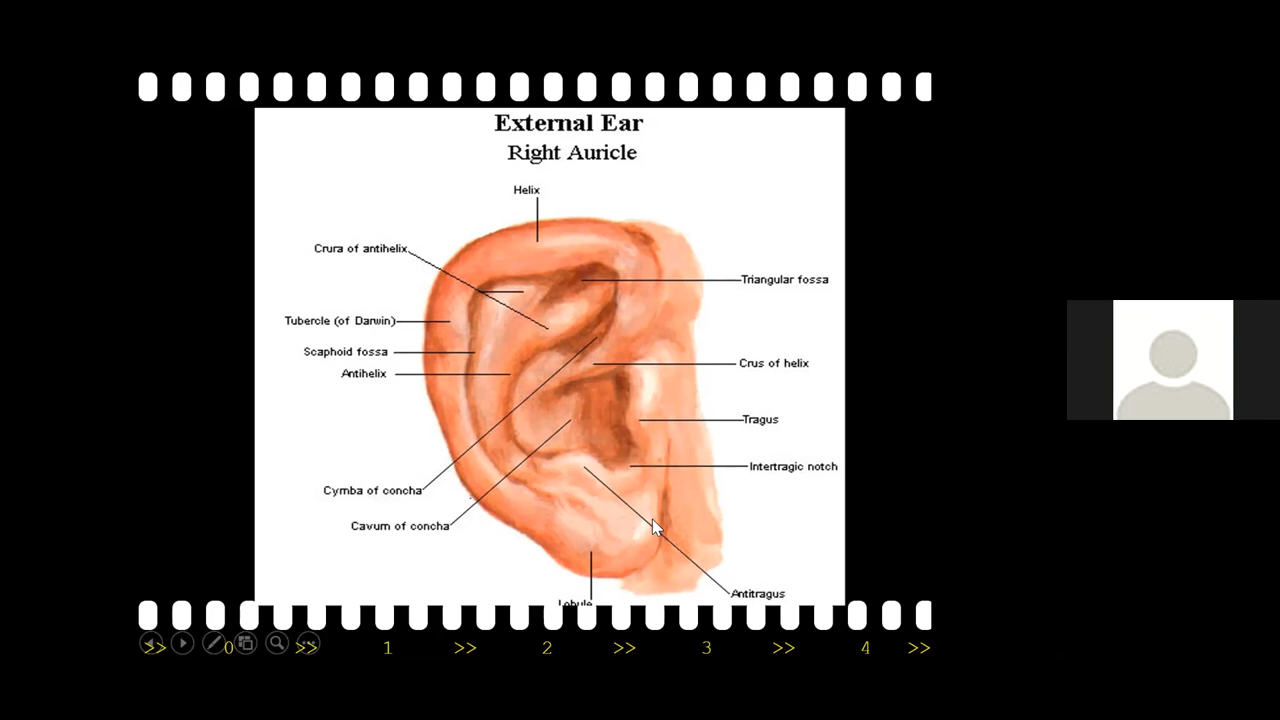 External Ear
Right Auricle
Helix
Crura of antihelix
Triangular fossa
Tubercle (of Darwin)
Scaphoid fossa
Crus of helix
Antihelix
Tragus
Intertragic notch
Cymba of concha
Cavum of concha
Antitragus
Lobule
>> 0 >> 1 >> 2 >> 3 >> 4 >>